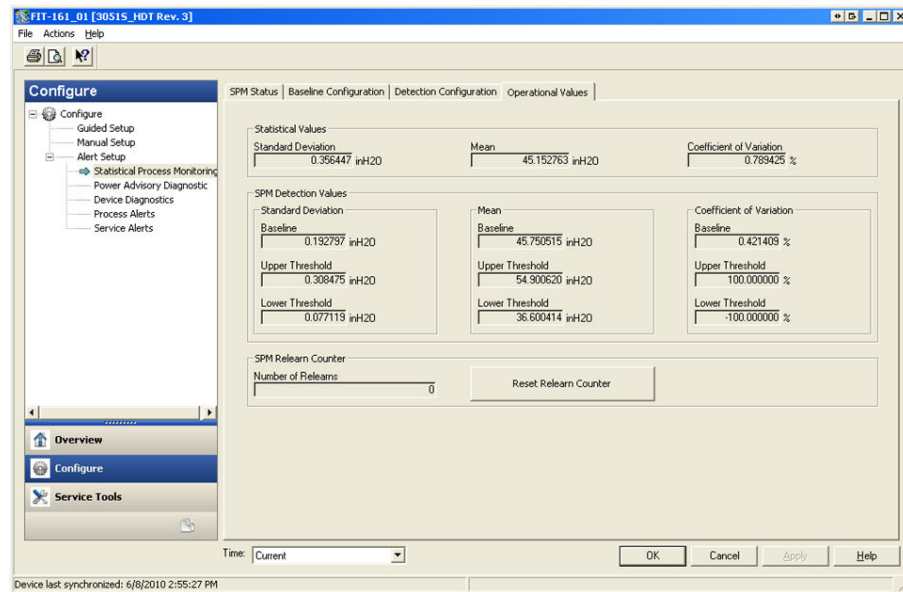 FIT-161_01 [3051S_HDT Rev. 3]
File Actions Help
Configure
Configure
Guided Setup
Manual Setup
Alert Setup
Statistical Process Monitoring
Power Advisory Diagnostic
Device Diagnostics
Process Alerts
Service Alerts
Overview
Configure
Service Tools
SPM Status Baseline Configuration Detection Configuration Operational Values
Statistical Values
Standard Deviation Mean Coefficient of Variation
0.356447 inH2O 45.152763 inH2O 0.789425 %
SPM Detection Values
Standard Deviation Mean Coefficient of Variation
Baseline Baseline Baseline
0.192797 inH2O 45.750515 inH2O 0.421409 %
Upper Threshold Upper Threshold Upper Threshold
0.308475 inH2O 54.900620 inH2O 100.000000 %
Lower Threshold Lower Threshold Lower Threshold
0.077119 inH2O 36.600414 inH2O -100.000000 %
SPM Relearn Counter
Number of Relearns
0 Reset Relearn Counter
Time: Current OK Cancel Apply Help
Device last synchronized: 6/8/2010 2:55:27 PM